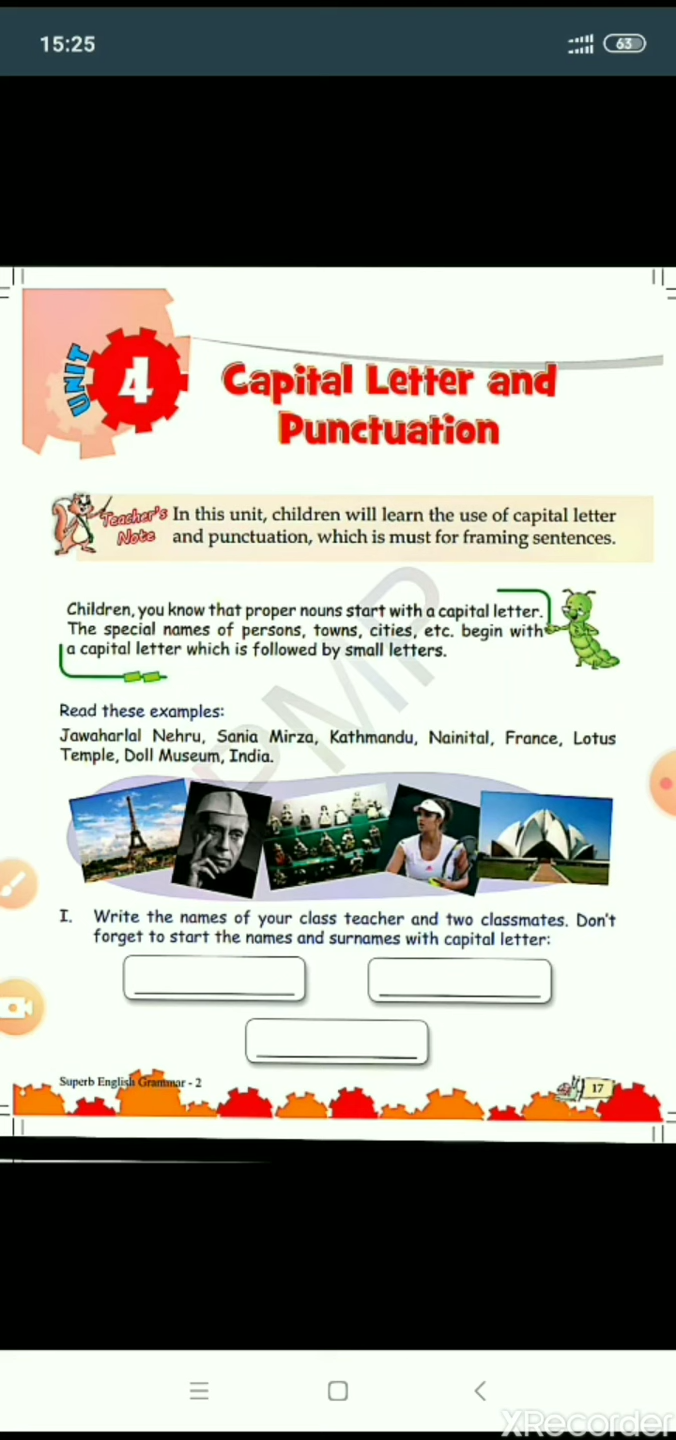 15:25
63
UNIT
4
Capital Letter and
Punctuation
Teacher's
Note
In this unit, children will learn the use of capital letter
and punctuation, which is must for framing sentences.
Children, you know that proper nouns start with a capital letter.
The special names of persons, towns, cities, etc. begin with
a capital letter which is followed by small letters.
PMP
Read these examples:
Jawaharlal Nehru, Sania Mirza, Kathmandu, Nainital, France, Lotus
Temple, Doll Museum, India.
I. Write the names of your class teacher and two classmates. Don't
forget to start the names and surnames with capital letter:
Superb English Grammar - 2
17
XRecorder